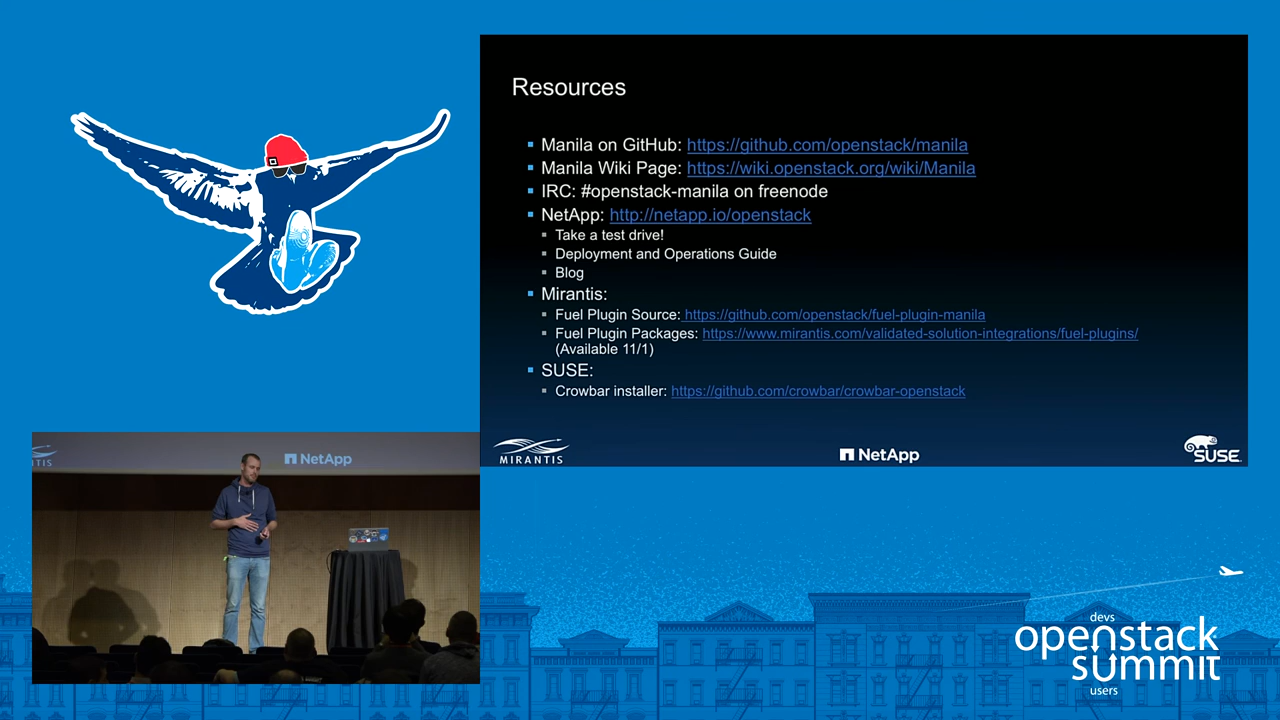 Resources
Manila on GitHub: https://github.com/openstack/manila
Manila Wiki Page: https://wiki.openstack.org/wiki/Manila
IRC: #openstack-manila on freenode
NetApp: http://netapp.io/openstack
Take a test drive!
Deployment and Operations Guide
Blog
Mirantis:
Fuel Plugin Source: https://github.com/openstack/fuel-plugin-manila
Fuel Plugin Packages: https://www.mirantis.com/validated-solution-integrations/fuel-plugins/
(Available 11/1)
SUSE:
Crowbar installer: https://github.com/crowbar/crowbar-openstack
MIRANTIS
NetApp
SUSE
NTIS
NetApp
devs
openstack
summit
users